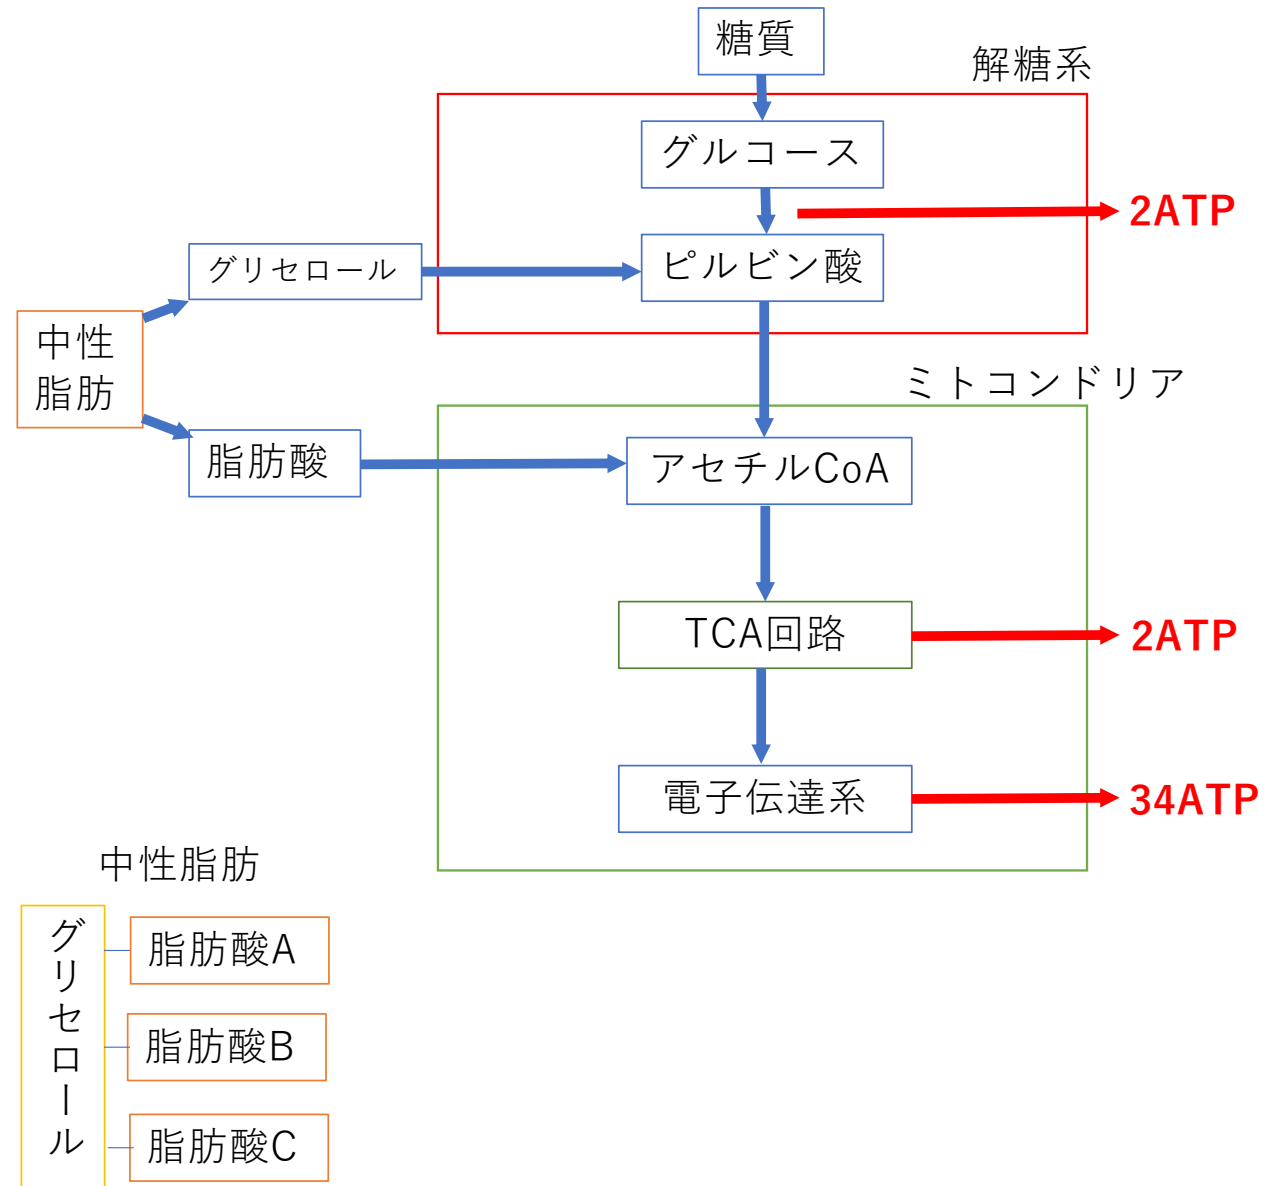 糖質
解糖系
グルコース
2ATP
グリセロール
ピルビン酸
中性
脂肪
ミトコンドリア
脂肪酸
アセチルCoA
TCA回路
2ATP
電子伝達系
34ATP
中性脂肪
グリセロール
脂肪酸A
脂肪酸B
脂肪酸C